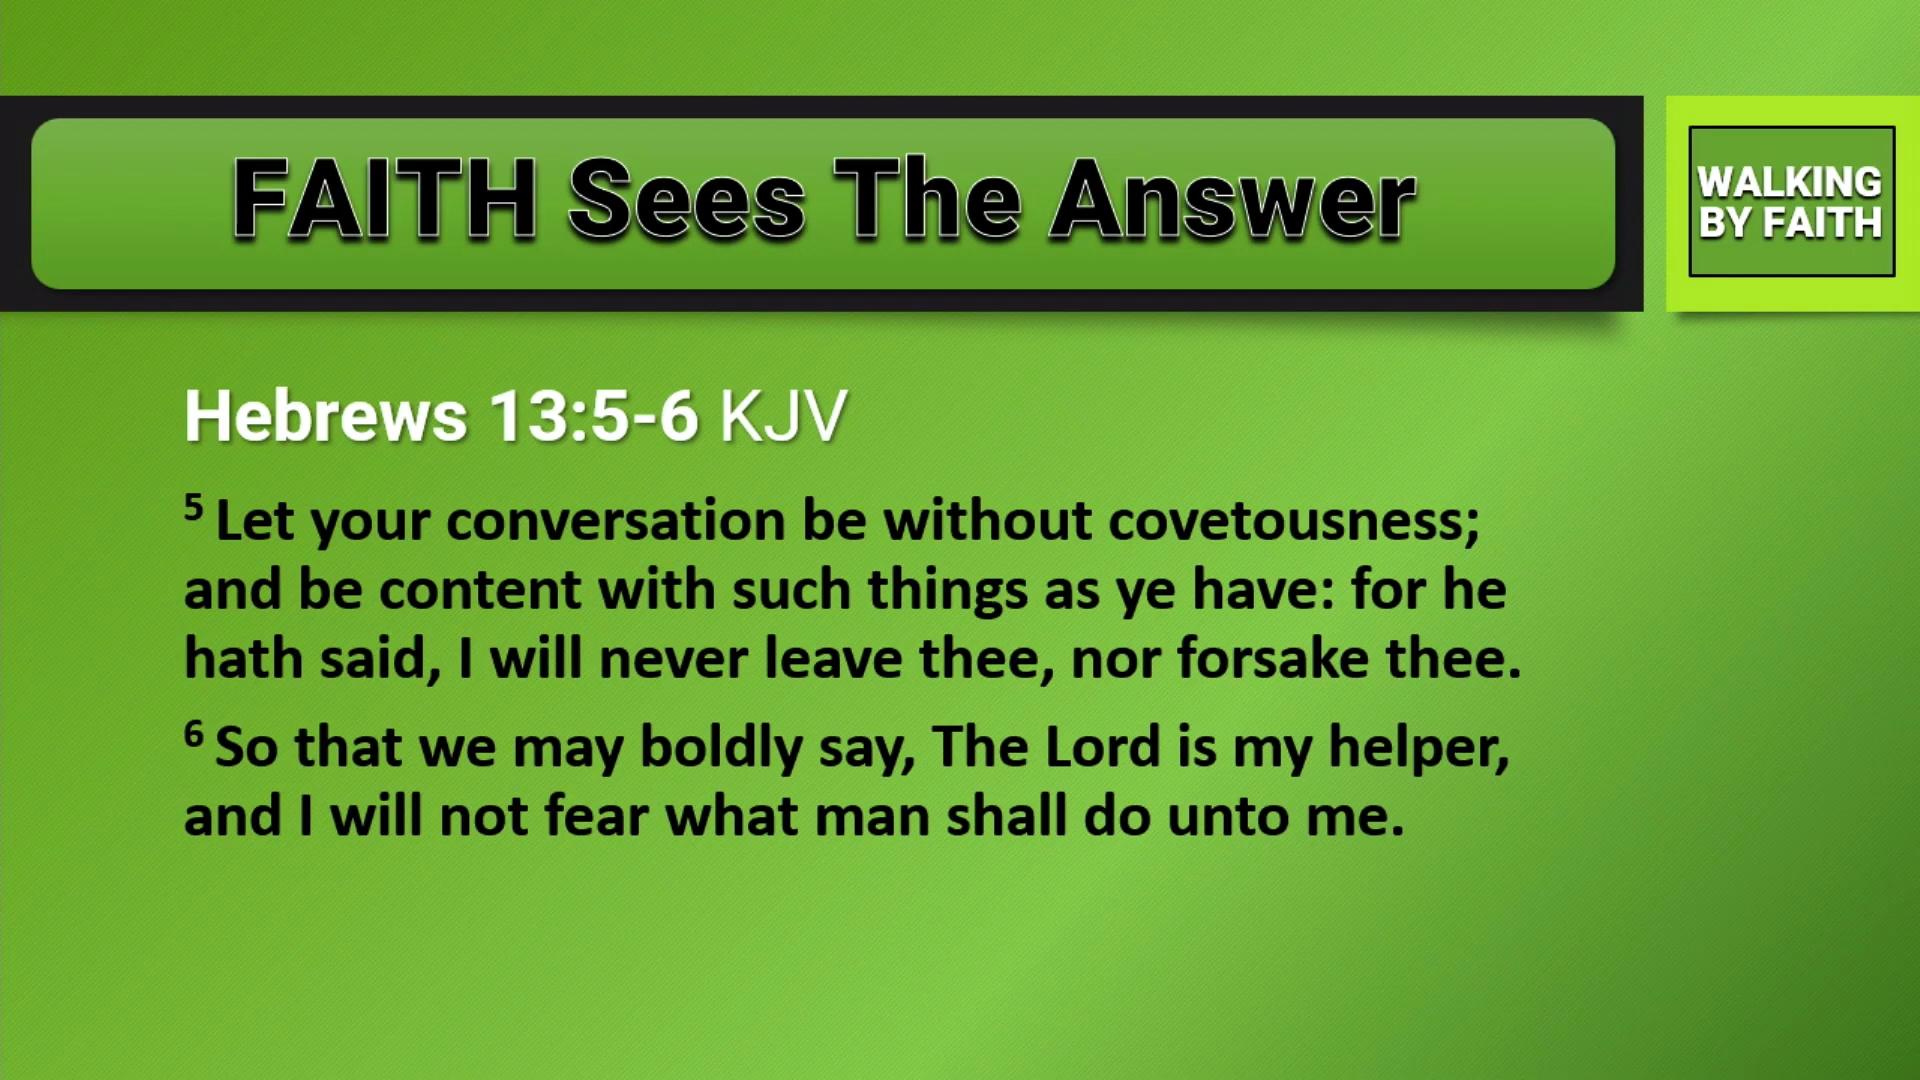 FAITH Sees The Answer
WALKING
BY FAITH
Hebrews 13:5-6 KJV
5 Let your conversation be without covetousness;
and be content with such things as ye have: for he
hath said, I will never leave thee, nor forsake thee.
6 So that we may boldly say, The Lord is my helper,
and I will not fear what man shall do unto me.